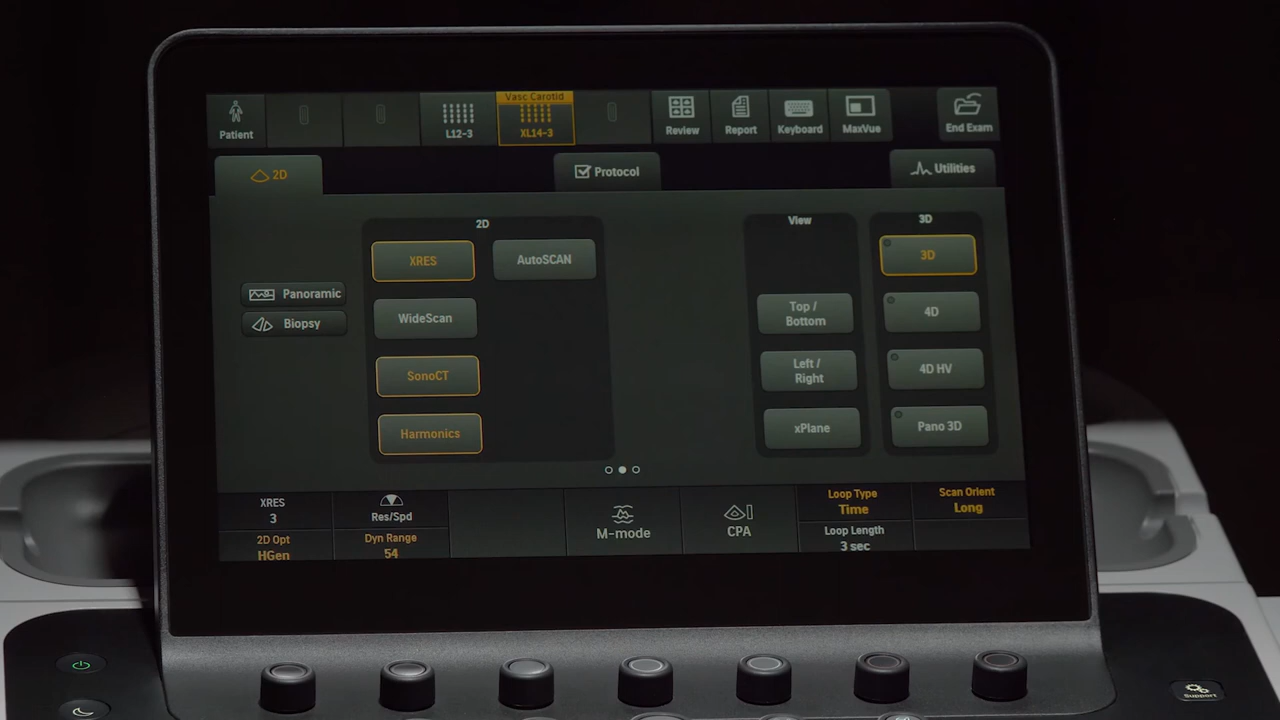 Vasc Carotid
Patient
L12-3
XL14-3
Review
Report
Keyboard
MaxVue
End Exam
2D
Protocol
Utilities
2D
View
3D
XRES
AutoSCAN
3D
Panoramic
Biopsy
WideScan
Top /
Bottom
4D
SonoCT
Left /
Right
4D HV
Harmonics
xPlane
Pano 3D
XRES
3
Res/Spd
2D Opt
HGen
Dyn Range
54
M-mode
CPA
Loop Type
Time
Loop Length
3 sec
Scan Orient
Long
Support